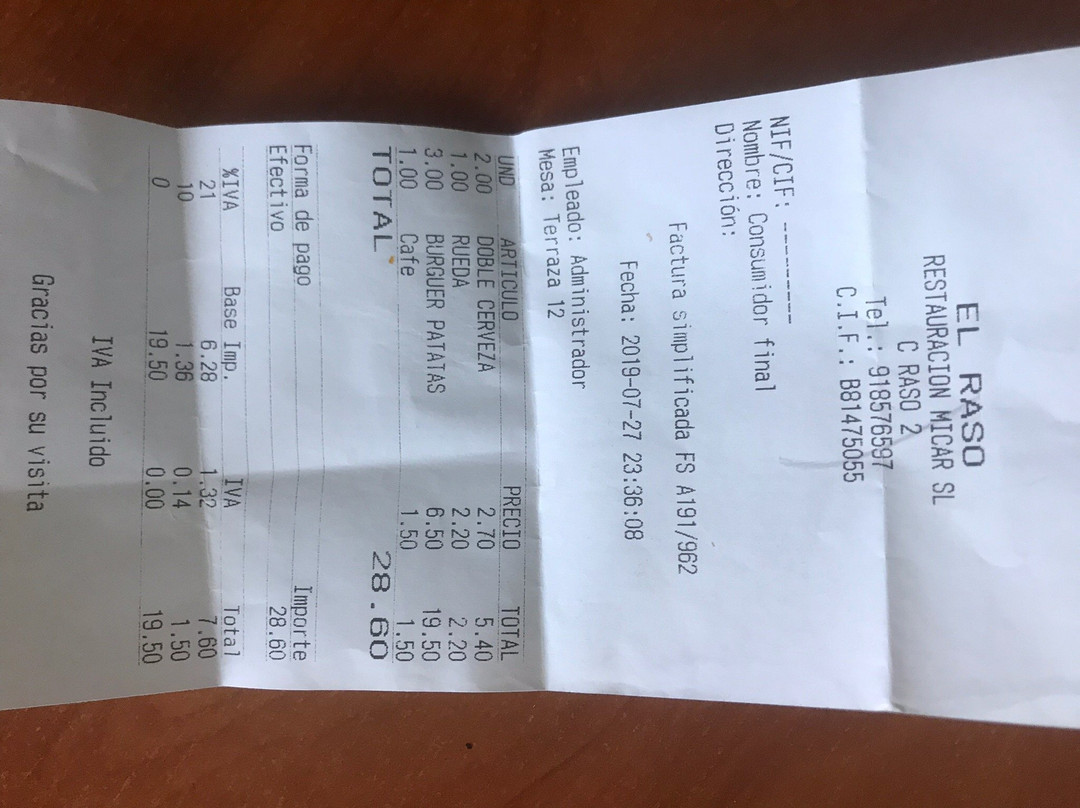 EL RASO
RESTAURACION MICAR SL
C RASO 2
Tel.: 918576597
C.I.F.: B81475055
NIF/CIF: ----------
Nombre: Consumidor final
Dirección:
Factura simplificada FS A191/962
Fecha: 2019-07-27 23:36:08
Empleado: Administrador
Mesa: Terraza 12
UND ARTICULO PRECIO TOTAL
2.00 DOBLE CERVEZA 2.70 5.40
1.00 RUEDA 2.20 2.20
3.00 BURGUER PATATAS 6.50 19.50
1.00 Cafe 1.50 1.50
TOTAL 28.60
Forma de pago Importe
Efectivo 28.60
%IVA Base Imp. IVA Total
21 6.28 1.32 7.60
10 1.36 0.14 1.50
0 19.50 0.00 19.50
IVA Incluido
Gracias por su visita